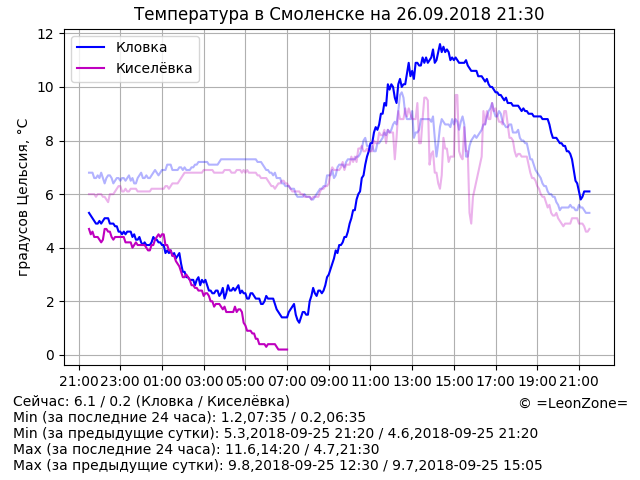 Температура в Смоленске на 26.09.2018 21:30
градусов Цельсия, °C
12
10
8
6
4
2
0
Кловка
Киселёвка
21:00 23:00 01:00 03:00 05:00 07:00 09:00 11:00 13:00 15:00 17:00 19:00 21:00
Сейчас: 6.1 / 0.2 (Кловка / Киселёвка)
© =LeonZone=
Min (за последние 24 часа): 1.2,07:35 / 0.2,06:35
Min (за предыдущие сутки): 5.3,2018-09-25 21:20 / 4.6,2018-09-25 21:20
Max (за последние 24 часа): 11.6,14:20 / 4.7,21:30
Max (за предыдущие сутки): 9.8,2018-09-25 12:30 / 9.7,2018-09-25 15:05